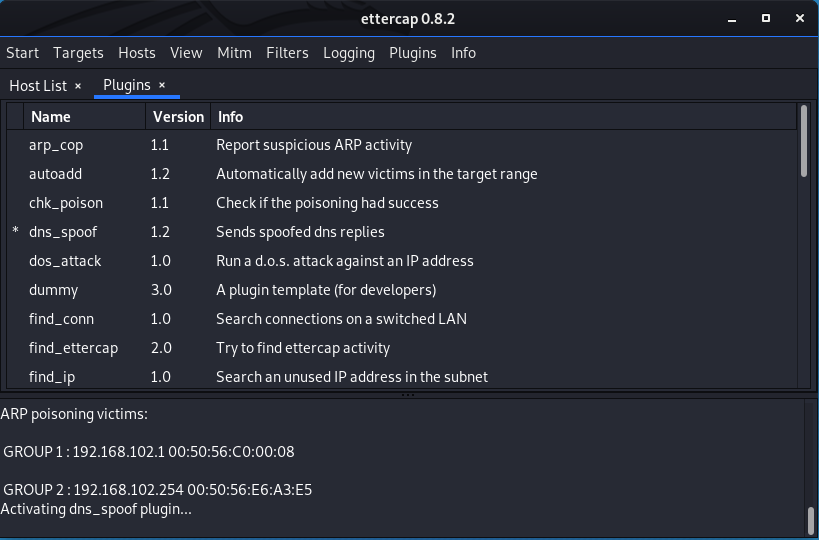 ettercap 0.8.2
Start Targets Hosts View Mitm Filters Logging Plugins Info
Host List × Plugins ×
Name Version Info
arp_cop 1.1 Report suspicious ARP activity
autoadd 1.2 Automatically add new victims in the target range
chk_poison 1.1 Check if the poisoning had success
* dns_spoof 1.2 Sends spoofed dns replies
dos_attack 1.0 Run a d.o.s. attack against an IP address
dummy 3.0 A plugin template (for developers)
find_conn 1.0 Search connections on a switched LAN
find_ettercap 2.0 Try to find ettercap activity
find_ip 1.0 Search an unused IP address in the subnet
ARP poisoning victims:
GROUP 1 : 192.168.102.1 00:50:56:C0:00:08
GROUP 2 : 192.168.102.254 00:50:56:E6:A3:E5
Activating dns_spoof plugin...